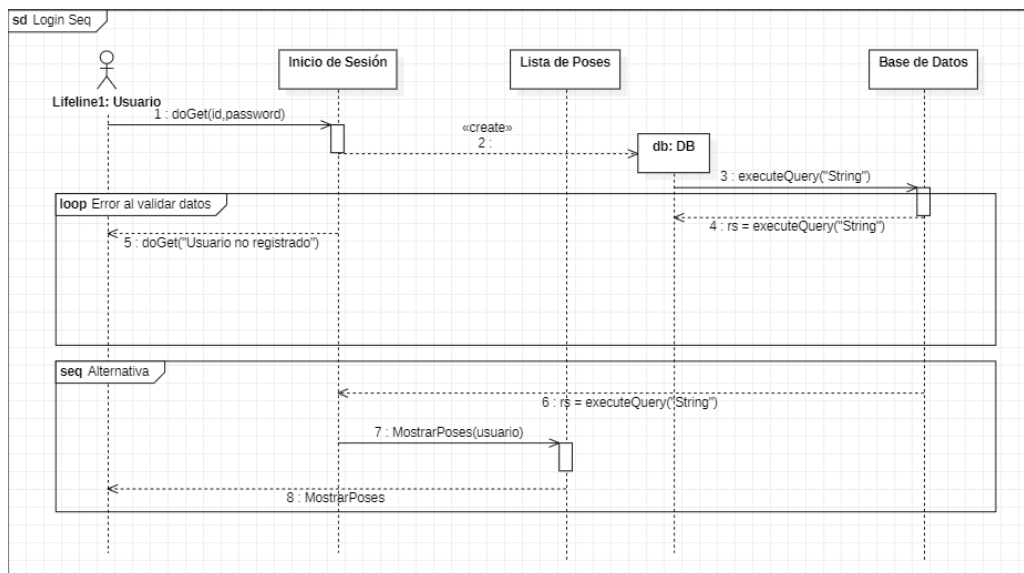 sd Login Seq
Inicio de Sesión
Lista de Poses
Base de Datos
Lifeline1: Usuario
1 : doGet(id,password)
«create»
2 :
db: DB
3 : executeQuery("String")
loop Error al validar datos
4 : rs = executeQuery("String")
5 : doGet("Usuario no registrado")
seq Alternativa
6 : rs = executeQuery("String")
7 : MostrarPoses(usuario)
8 : MostrarPoses